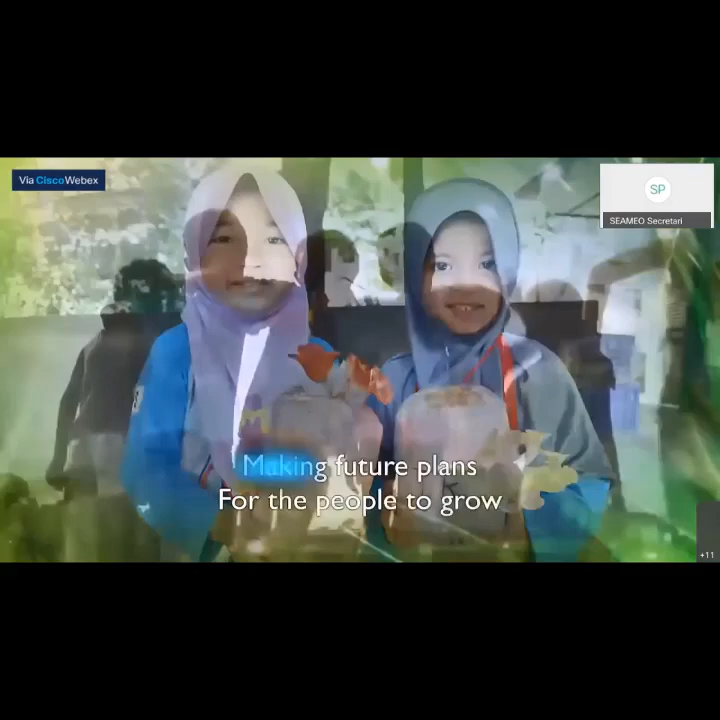 Via CiscoWebex
SP
SEAMEO Secretari
Making future plans
For the people to grow
+11